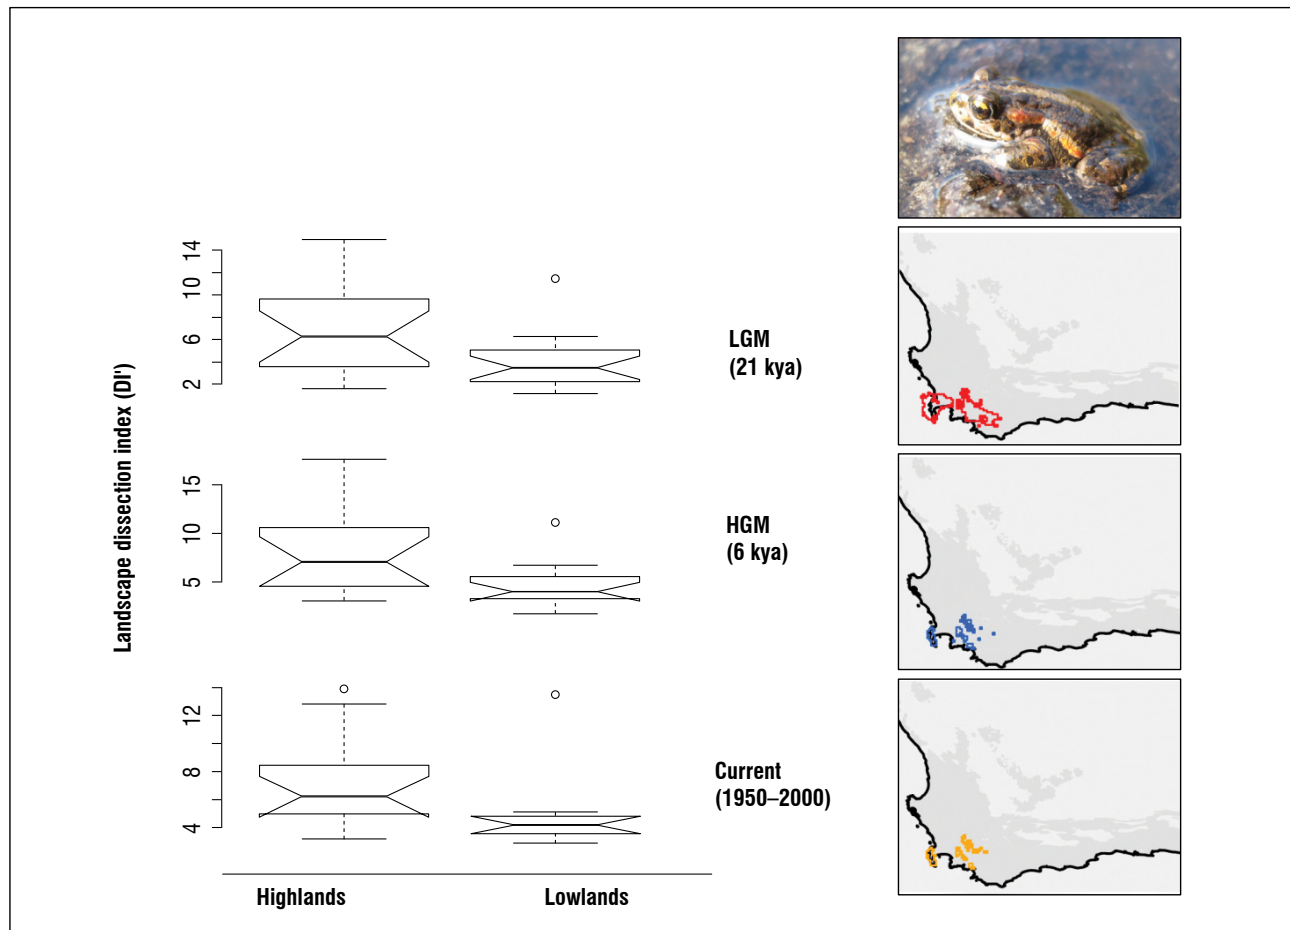 Landscape dissection index (DI')
14
10
6
2
LGM
(21 kya)
15
10
5
HGM
(6 kya)
12
8
4
Current
(1950–2000)
Highlands Lowlands